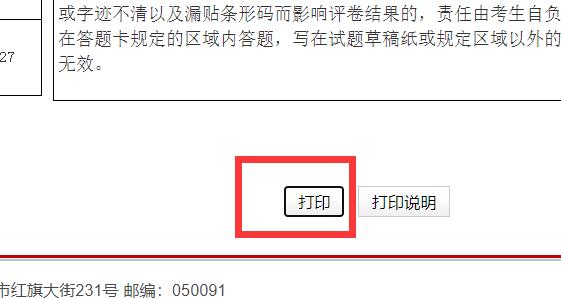 或字迹不清以及漏贴条形码而影响评卷结果的，责任由考生自负
在答题卡规定的区域内答题，写在试题草稿纸或规定区域以外的
27
无效。
打印 打印说明
市红旗大街231号 邮编：050091